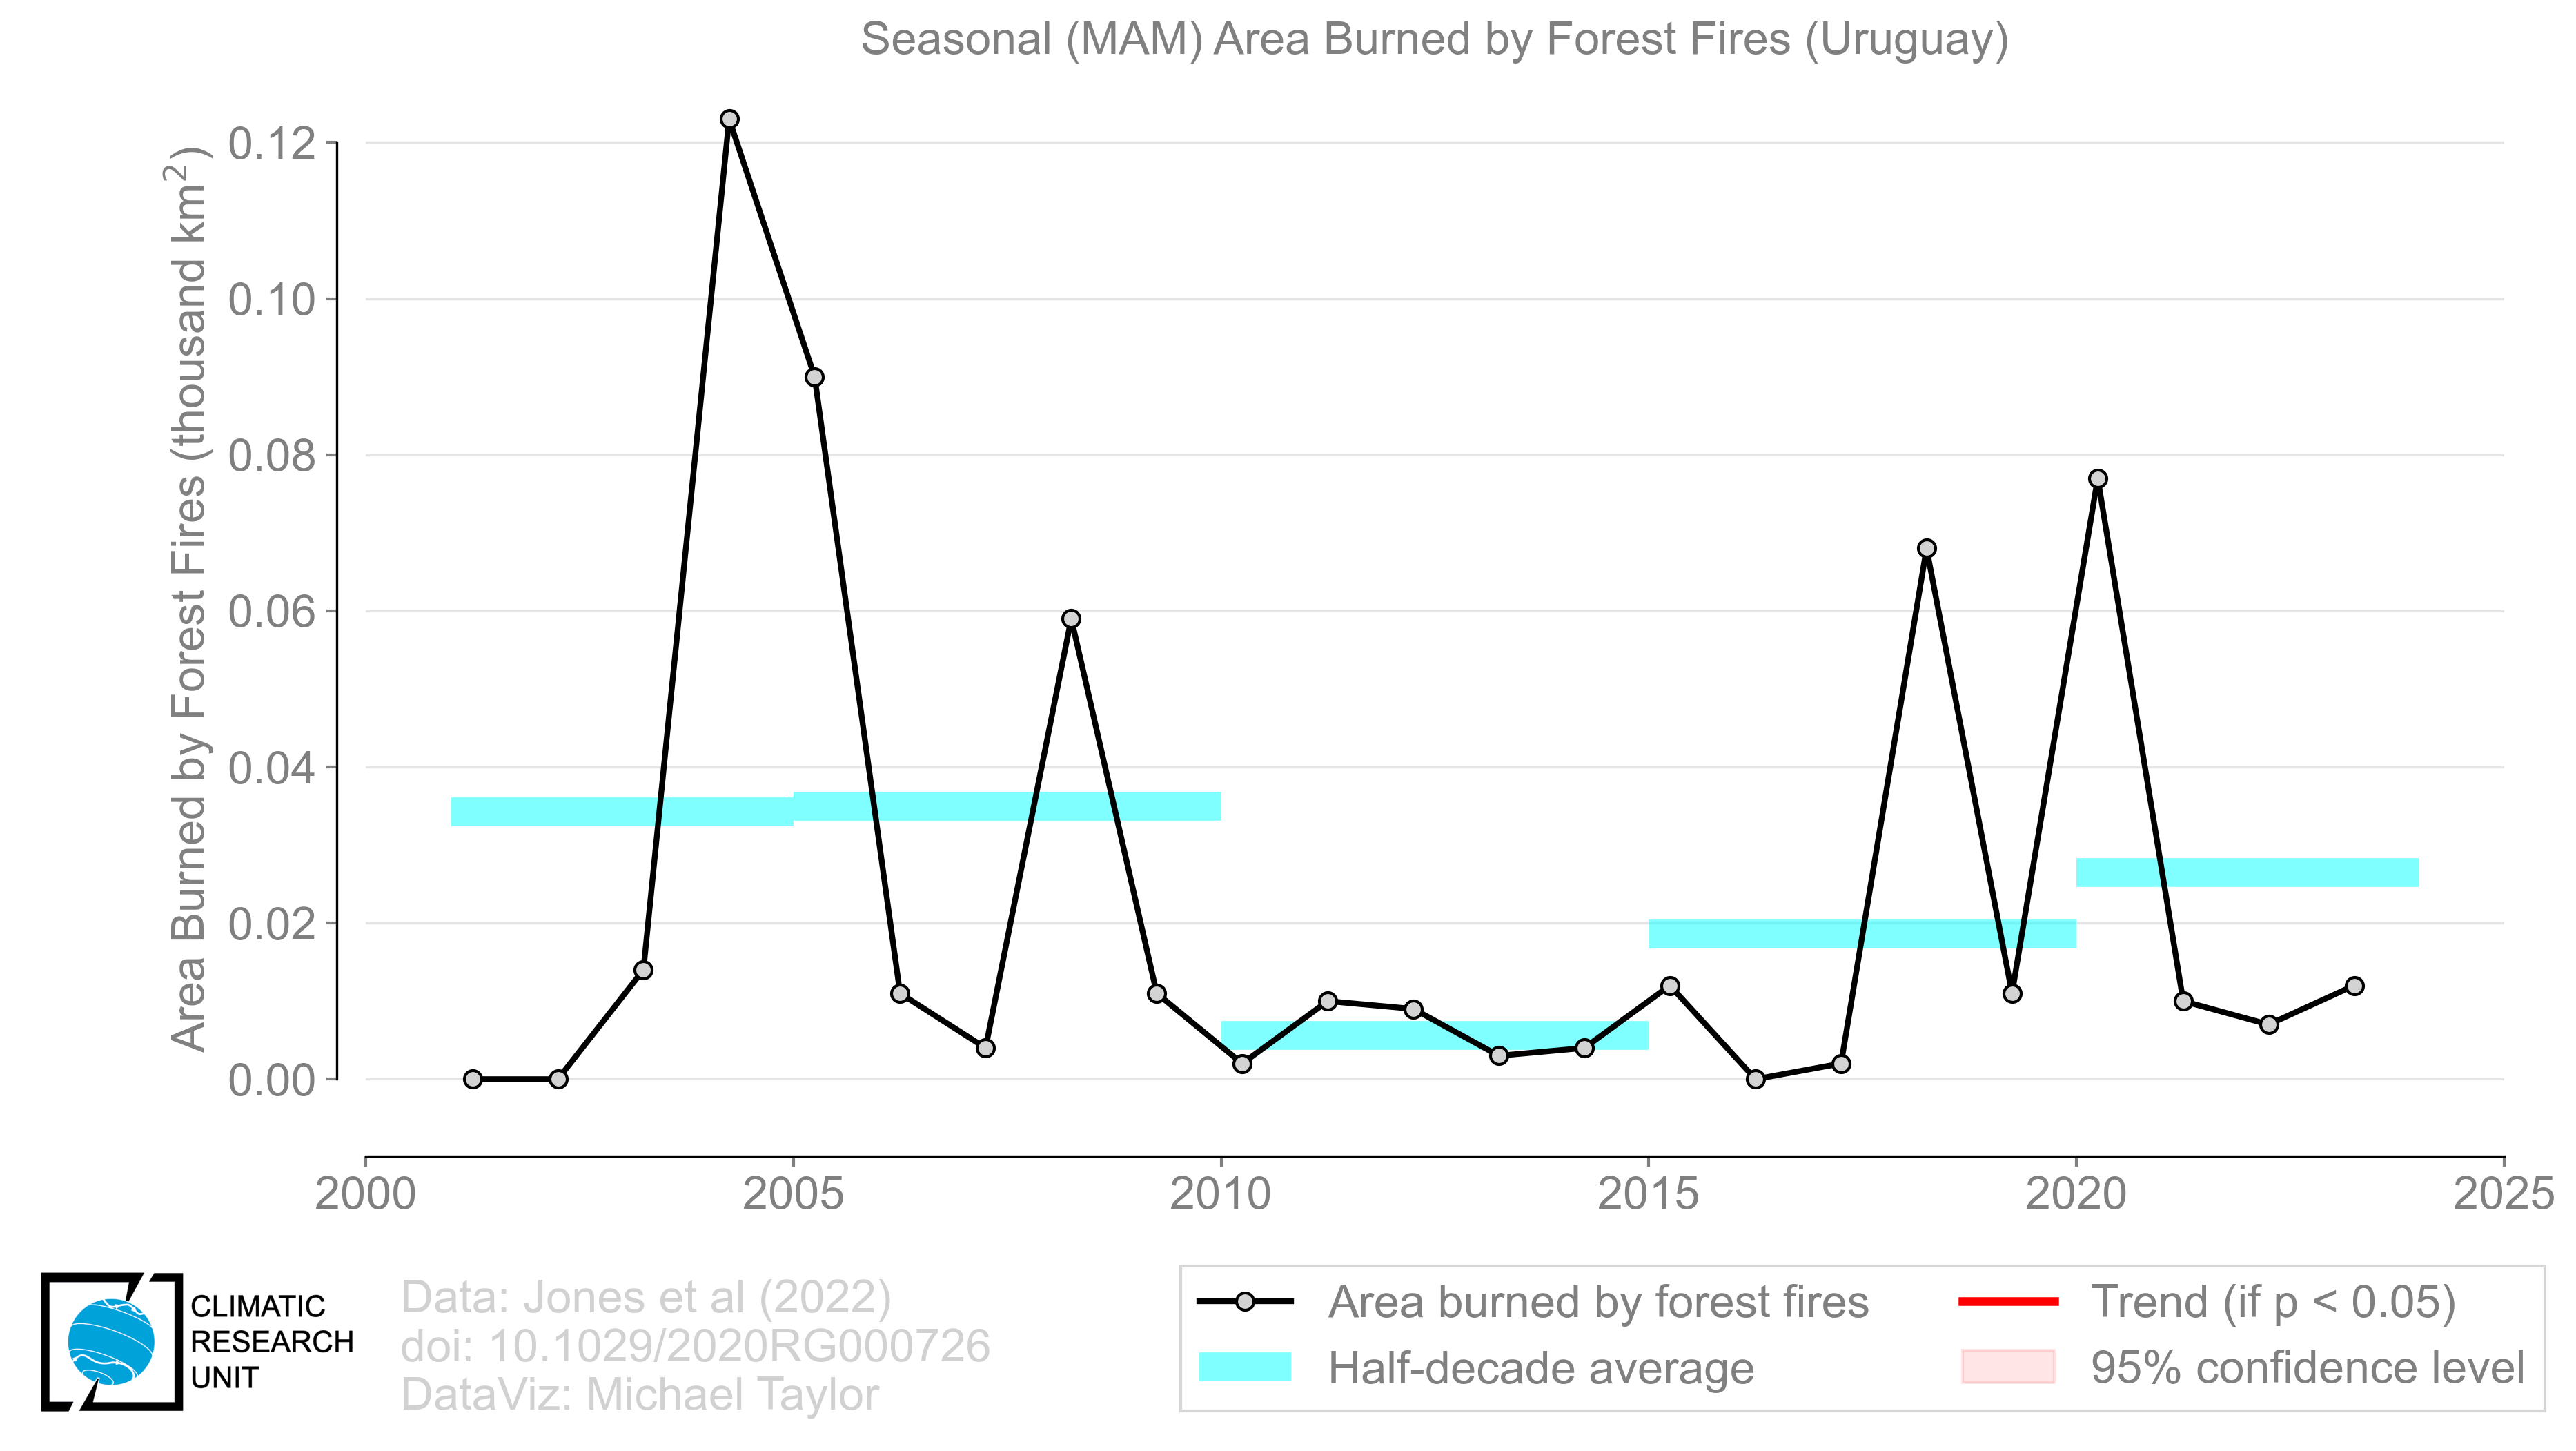 Seasonal (MAM) Area Burned by Forest Fires (Uruguay)
Area Burned by Forest Fires (thousand km²)
0.12
0.10
0.08
0.06
0.04
0.02
0.00
2000 2005 2010 2015 2020 2025
CLIMATIC
RESEARCH
UNIT
Data: Jones et al (2022)
doi: 10.1029/2020RG000726
DataViz: Michael Taylor
Area burned by forest fires
Half-decade average
Trend (if p < 0.05)
95% confidence level